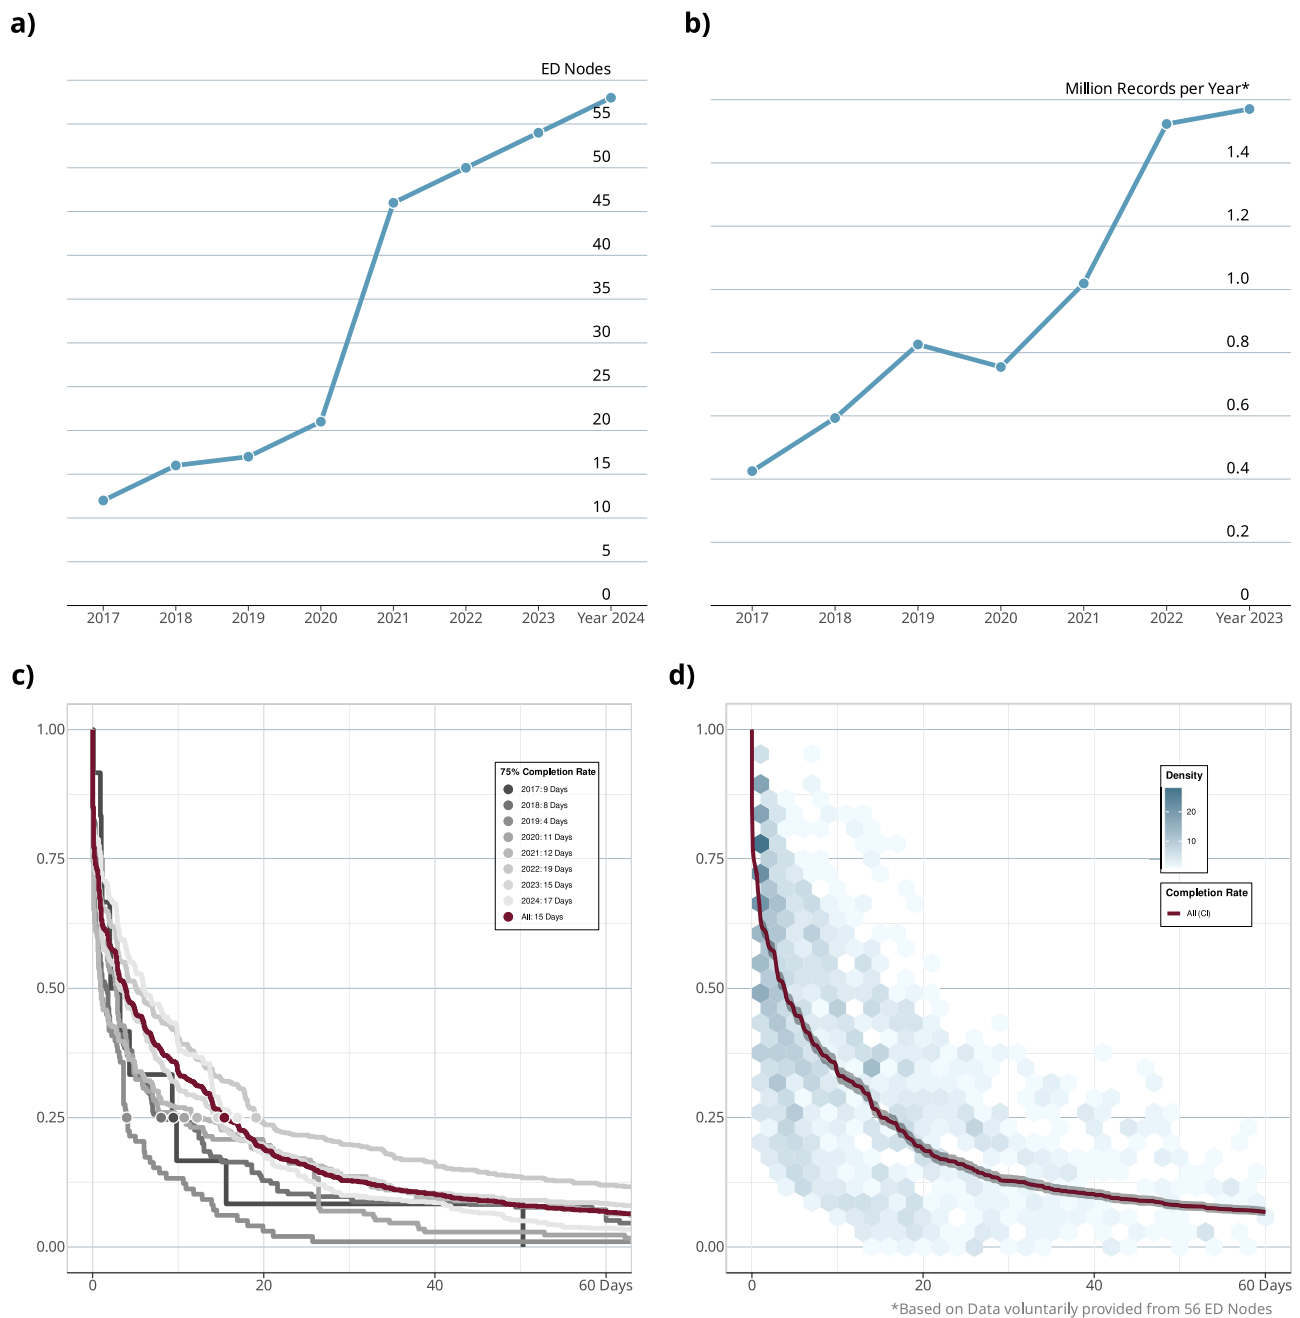 a)
ED Nodes
55
50
45
40
35
30
25
20
15
10
5
0
2017 2018 2019 2020 2021 2022 2023 Year 2024
b)
Million Records per Year*
1.4
1.2
1.0
0.8
0.6
0.4
0.2
0
2017 2018 2019 2020 2021 2022 Year 2023
c)
1.00
0.75
0.50
0.25
0.00
75% Completion Rate
2017: 9 Days
2018: 8 Days
2019: 4 Days
2020: 11 Days
2021: 12 Days
2022: 19 Days
2023: 15 Days
2024: 17 Days
All: 15 Days
0 20 40 60 Days
d)
1.00
0.75
0.50
0.25
0.00
Density
20
10
Completion Rate
All (CI)
0 20 40 60 Days
*Based on Data voluntarily provided from 56 ED Nodes